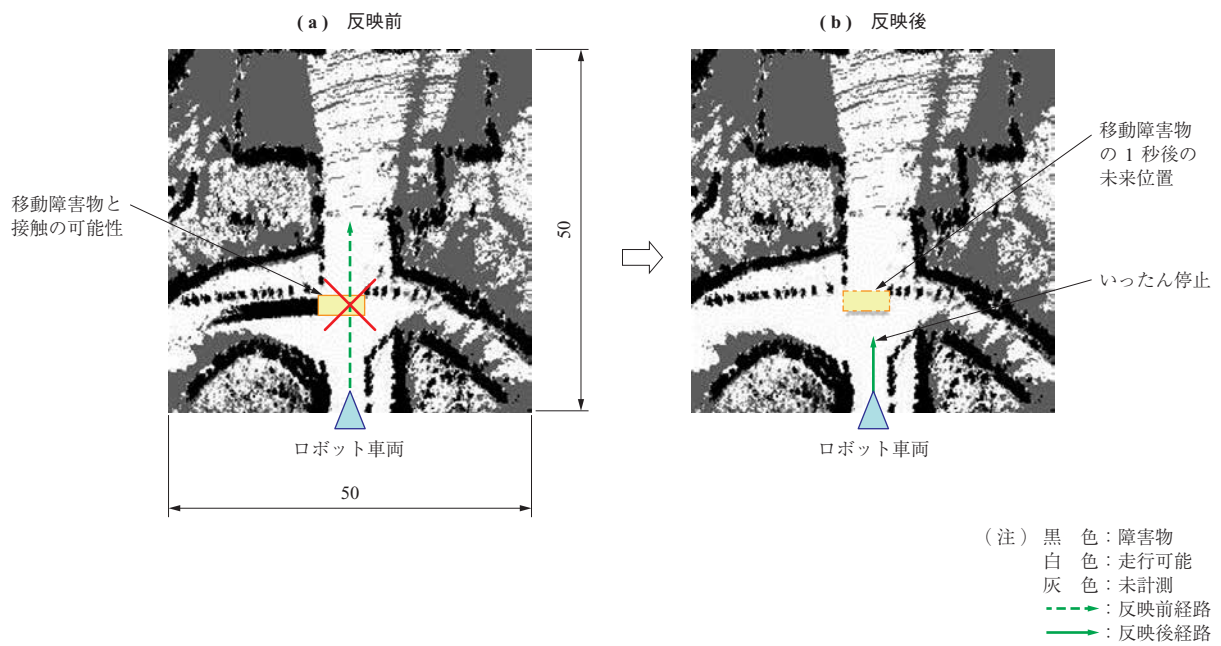 ( a ) 反映前
( b ) 反映後
移動障害物と
接触の可能性
50
移動障害物
の 1 秒後の
未来位置
いったん停止
ロボット車両
ロボット車両
50
( 注 ) 黒 色：障害物
白 色：走行可能
灰 色：未計測
：反映前経路
：反映後経路